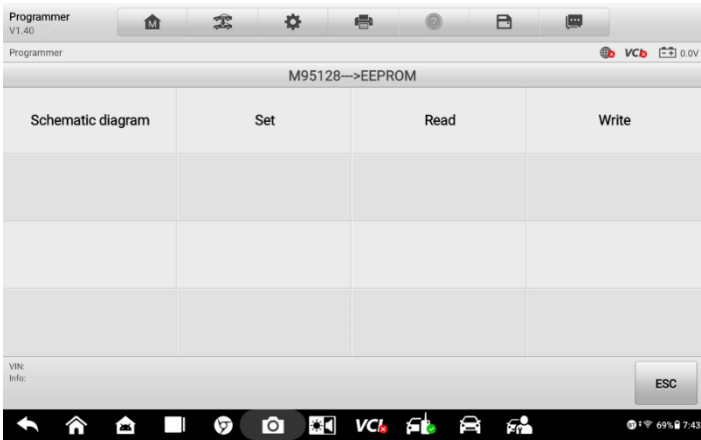 Programmer
V1.40
M
?
Programmer
VCI 0.0V
M95128--->EEPROM
Schematic diagram Set Read Write
VIN:
Info:
ESC
VCI 69% 7:43